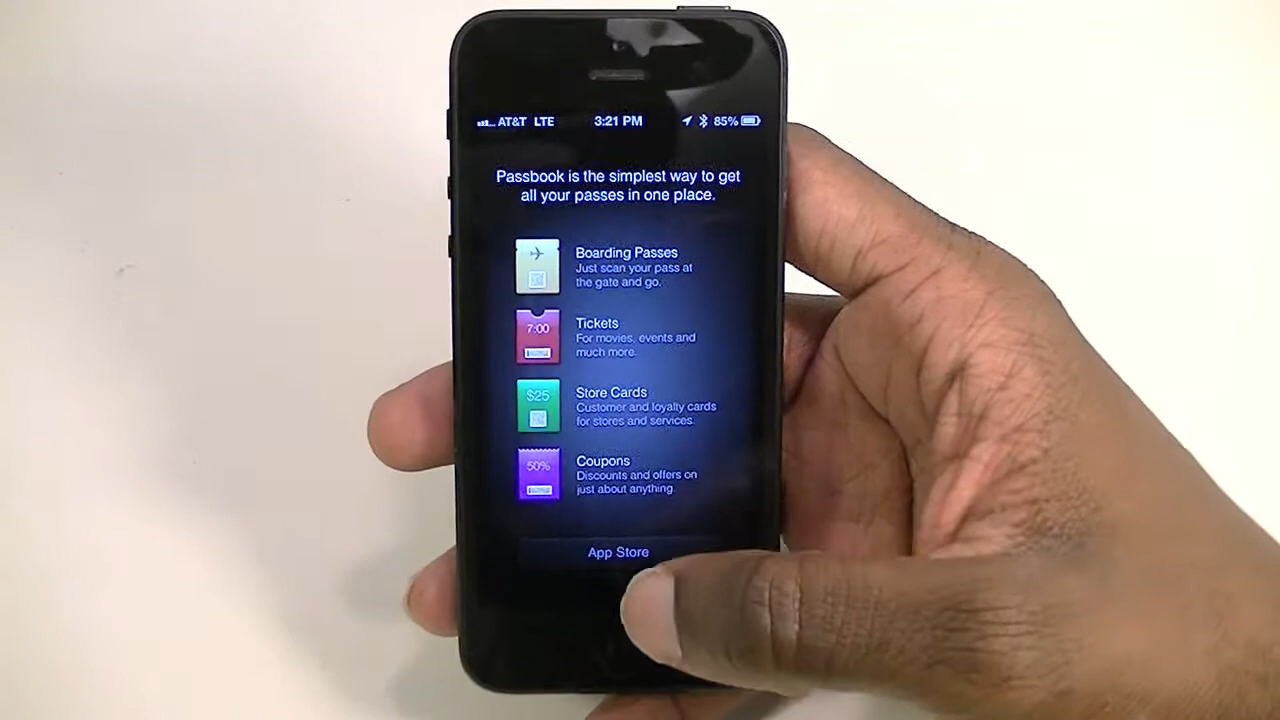 AT&T LTE 3:21 PM 85%
Passbook is the simplest way to get
all your passes in one place.
Boarding Passes
Just scan your pass at
the gate and go.
7:00
Tickets
For movies, events and
much more.
$25
Store Cards
Customer and loyalty cards
for stores and services.
50%
Coupons
Discounts and offers on
just about anything.
App Store